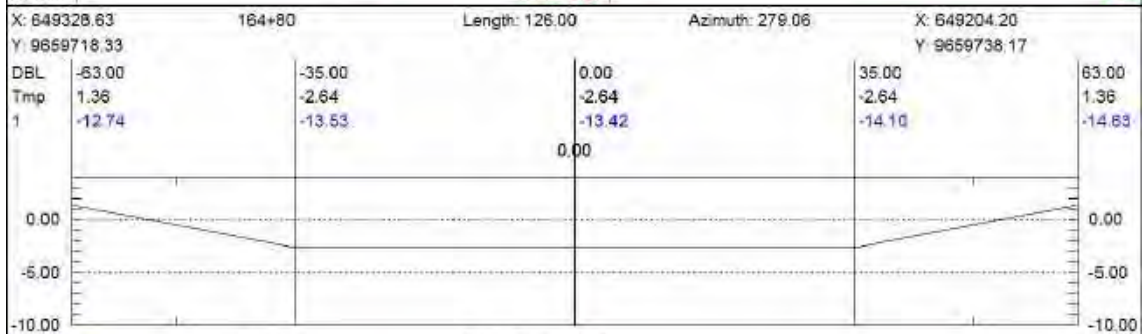 X: 649328.63 164+80 Length: 126.00 Azimuth: 279.06 X: 649204.20
Y: 9659718.33 Y: 9659738.17
DBL -63.00 -35.00 0.00 35.00 63.00
Tmp 1.36 -2.64 -2.64 -2.64 1.36
1 -12.74 -13.53 -13.42 -14.10 -14.63
0.00
0.00 0.00
-5.00 -5.00
-10.00 -10.00